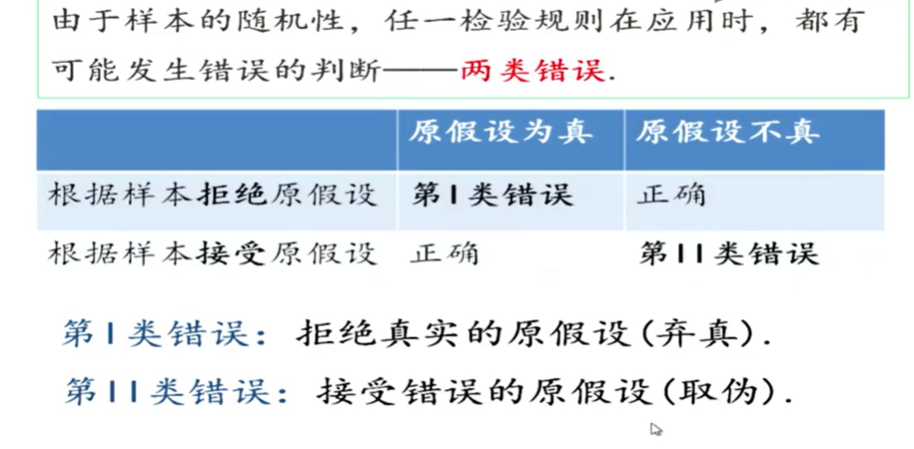 由于样本的随机性，任一检验规则在应用时，都有
可能发生错误的判断——两类错误.
原假设为真 原假设不真
根据样本拒绝原假设 第I类错误 正确
根据样本接受原假设 正确 第II类错误
第I类错误：拒绝真实的原假设(弃真).
第II类错误：接受错误的原假设(取伪).